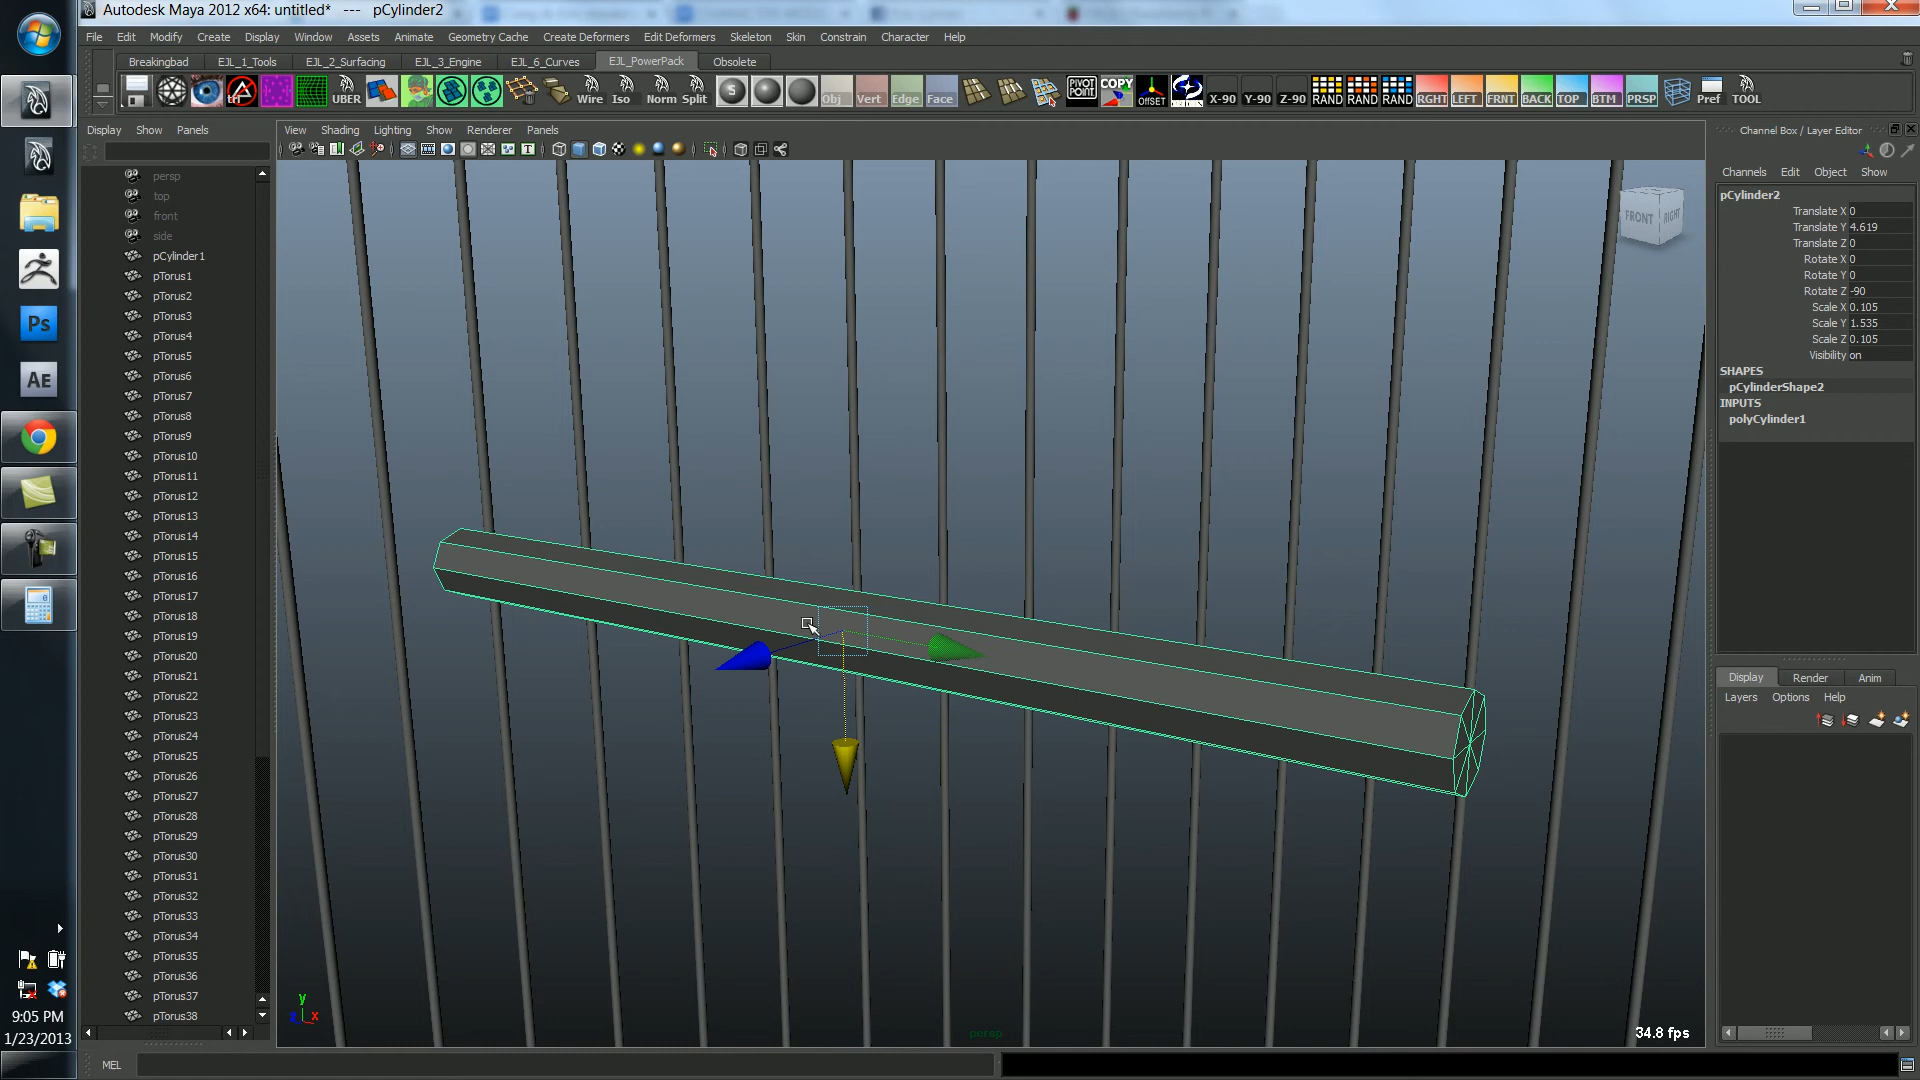 Autodesk Maya 2012 x64: untitled* --- pCylinder2
File Edit Modify Create Display Window Assets Animate Geometry Cache Create Deformers Edit Deformers Skeleton Skin Constrain Character Help
Breakingbad EJL_1_Tools EJL_2_Surfacing EJL_3_Engine EJL_6_Curves EJL_PowerPack Obsolete
tri UBER Wire Iso Norm Split S Obj Vert Edge Face PIVOT POINT COPY OFFSET X-90 Y-90 Z-90 RAND RAND RAND RGHT LEFT FRNT BACK TOP BTM PRSP Pref TOOL
Display Show Panels
View Shading Lighting Show Renderer Panels
Channel Box / Layer Editor
Channels Edit Object Show
persp
top
front
side
pCylinder1
pTorus1
pTorus2
pTorus3
pTorus4
pTorus5
pTorus6
pTorus7
pTorus8
pTorus9
pTorus10
pTorus11
pTorus12
pTorus13
pTorus14
pTorus15
pTorus16
pTorus17
pTorus18
pTorus19
pTorus20
pTorus21
pTorus22
pTorus23
pTorus24
pTorus25
pTorus26
pTorus27
pTorus28
pTorus29
pTorus30
pTorus31
pTorus32
pTorus33
pTorus34
pTorus35
pTorus36
pTorus37
pTorus38
FRONT RIGHT
pCylinder2
Translate X 0
Translate Y 4.619
Translate Z 0
Rotate X 0
Rotate Y 0
Rotate Z -90
Scale X 0.105
Scale Y 1.535
Scale Z 0.105
Visibility on
SHAPES
pCylinderShape2
INPUTS
polyCylinder1
Display Render Anim
Layers Options Help
Ps
AE
9:05 PM
1/23/2013
y
z x
persp
34.8 fps
MEL